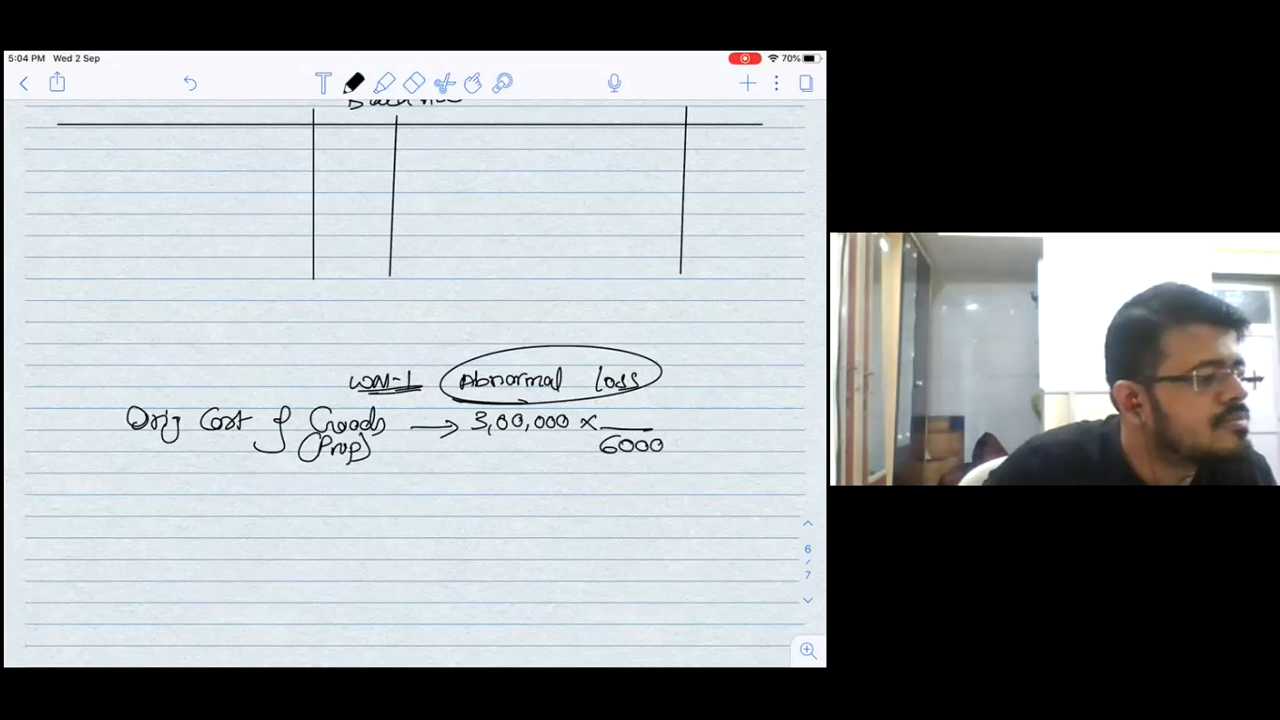 5:04 PM Wed 2 Sep
70%
T
WN-1 Abnormal loss
Orig Cost of Goods → 3,00,000 ×
(Prop) 6000
6
/
7